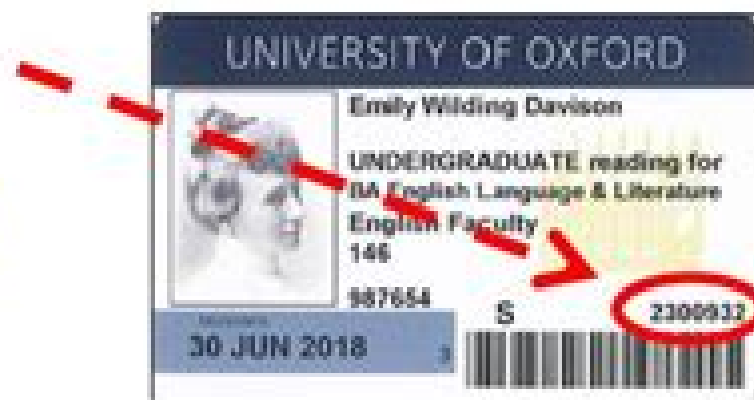 UNIVERSITY OF OXFORD
Emily Wilding Davison
UNDERGRADUATE reading for
BA English Language & Literature
English Faculty
146
987654
S 2300932
30 JUN 2018